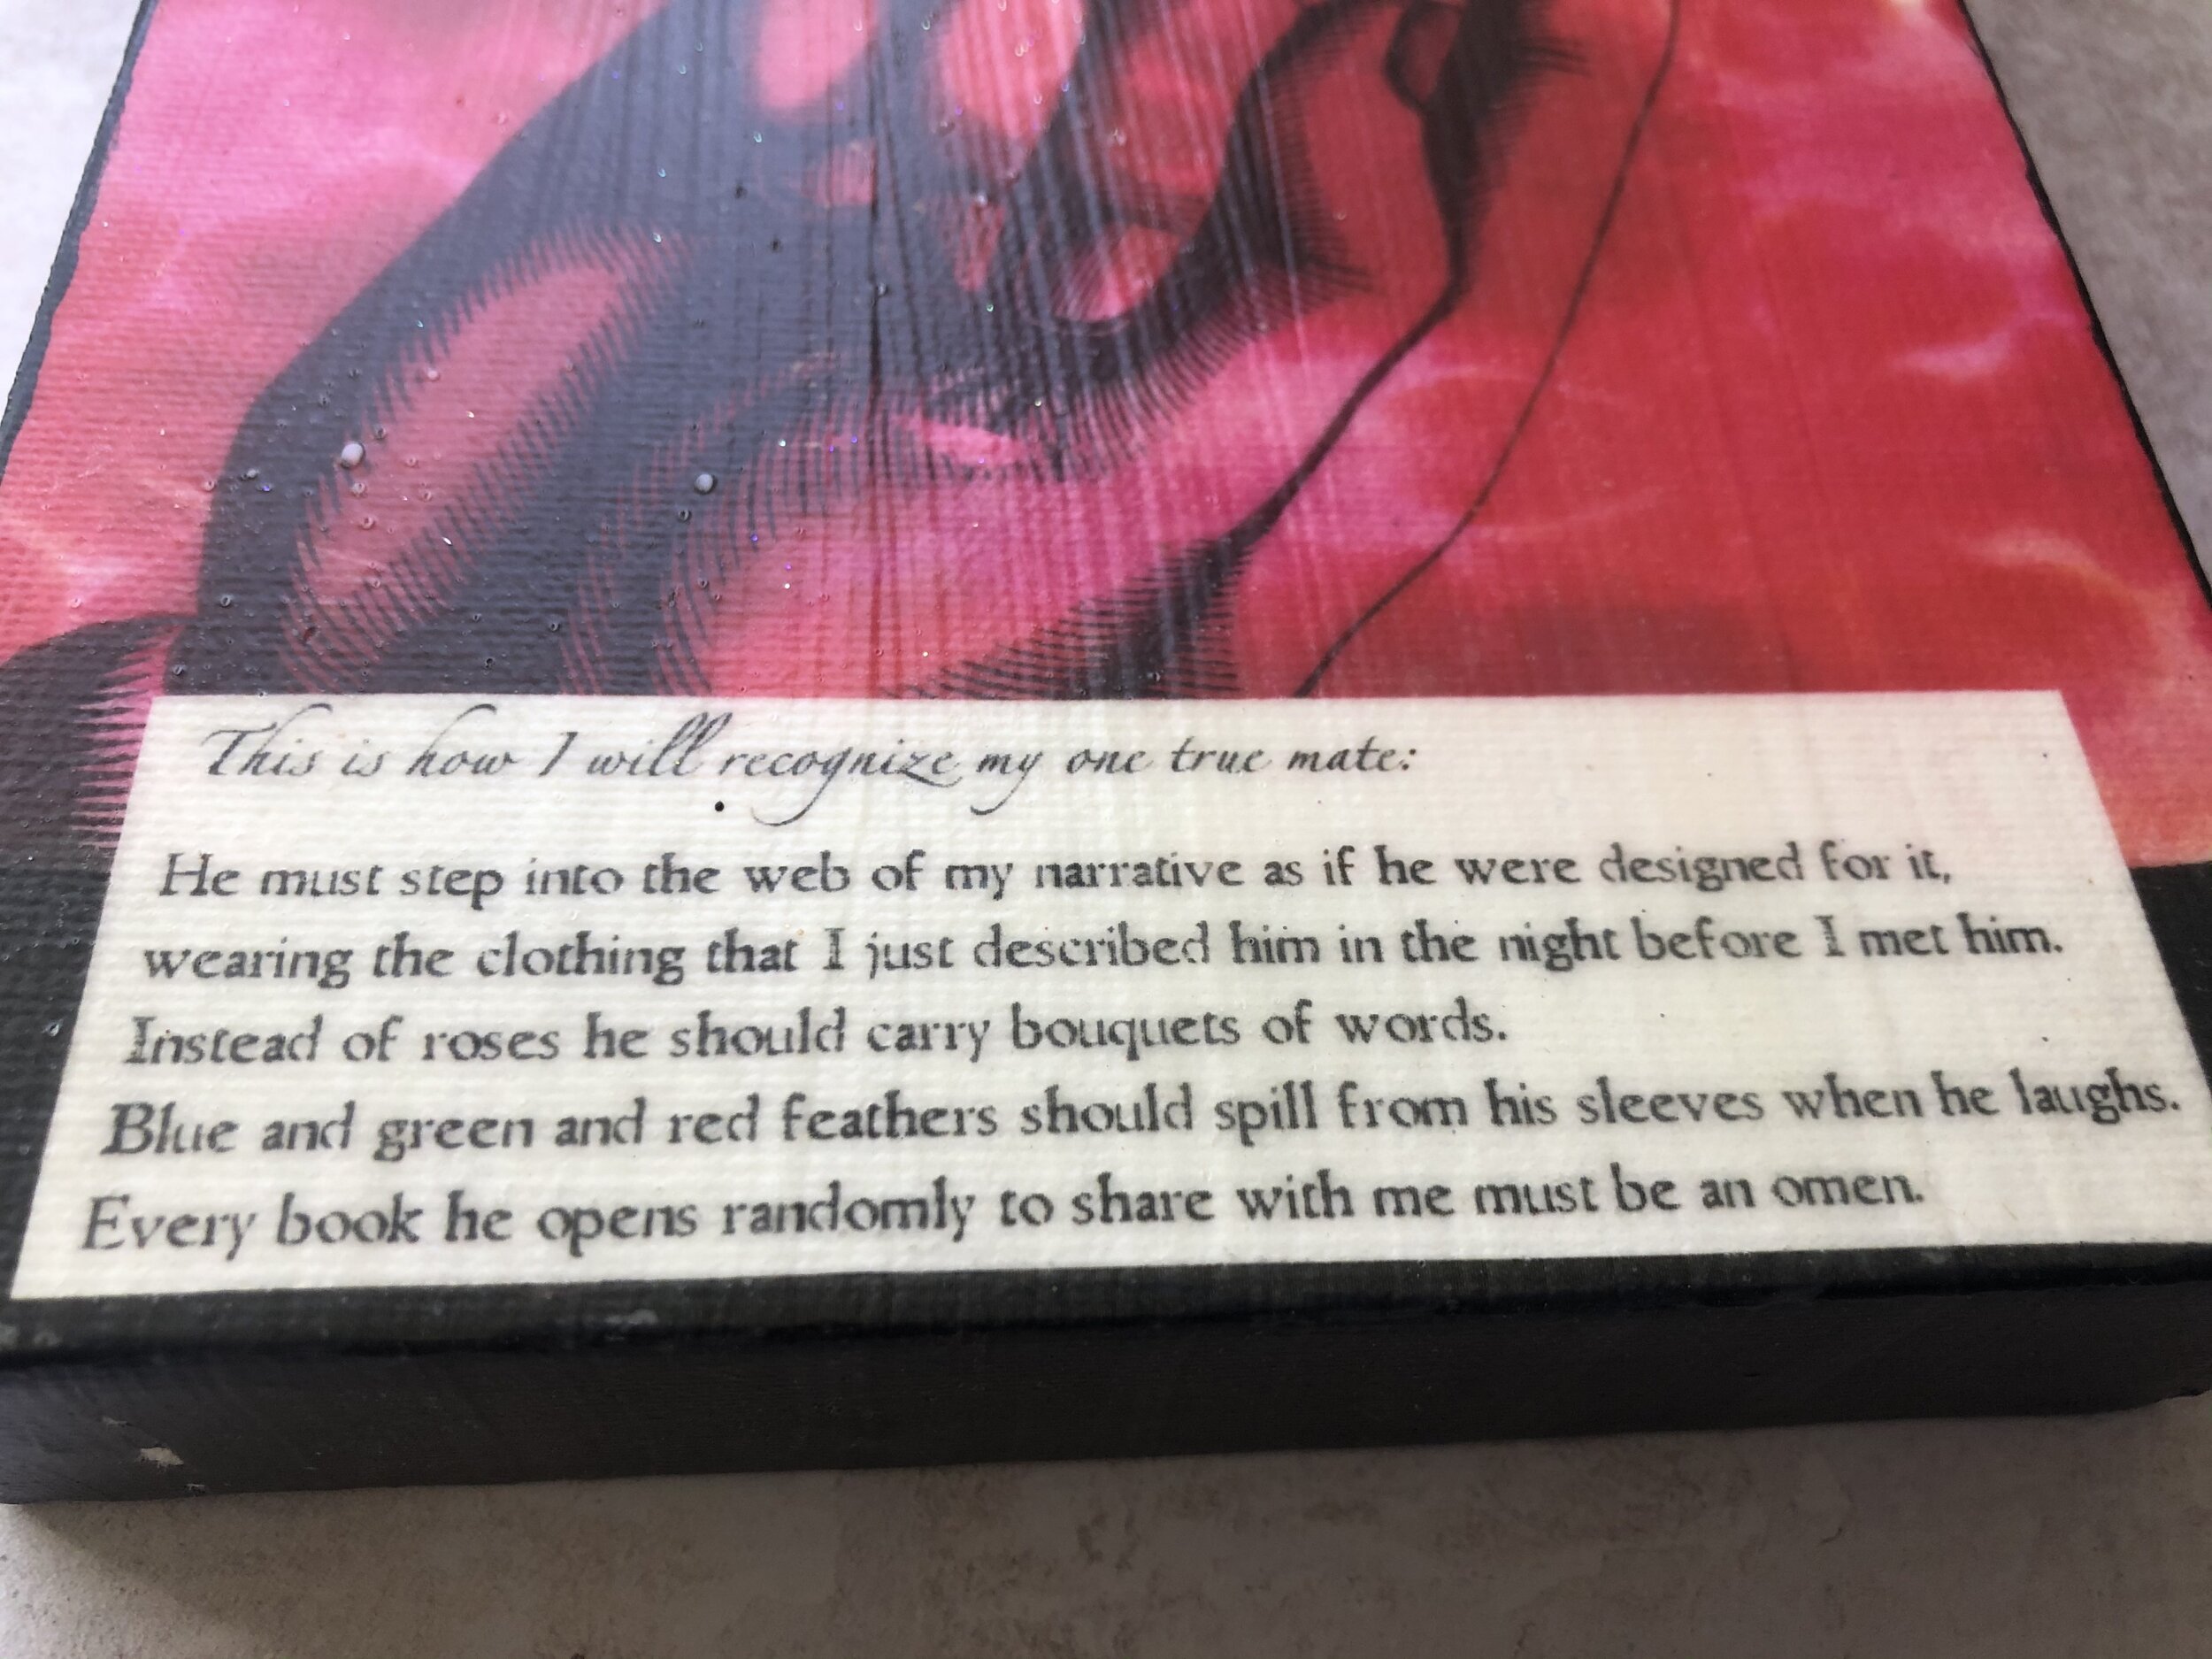 This is how I will recognize my one true mate:
He must step into the web of my narrative as if he were designed for it,
wearing the clothing that I just described him in the night before I met him.
Instead of roses he should carry bouquets of words.
Blue and green and red feathers should spill from his sleeves when he laughs.
Every book he opens randomly to share with me must be an omen.